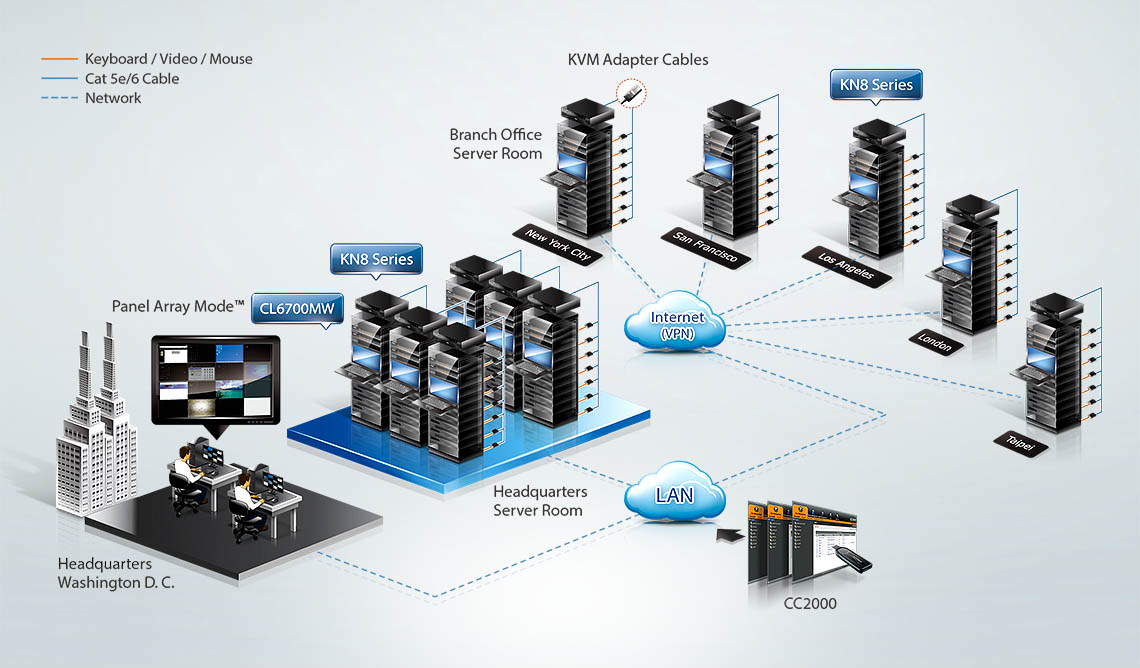 Keyboard / Video / Mouse
Cat 5e/6 Cable
Network
KVM Adapter Cables
KN8 Series
Branch Office
Server Room
New York City
San Francisco
Los Angeles
London
Taipei
KN8 Series
Panel Array Mode™
CL6700MW
Internet
(VPN)
LAN
Headquarters
Server Room
Headquarters
Washington D. C.
CC2000